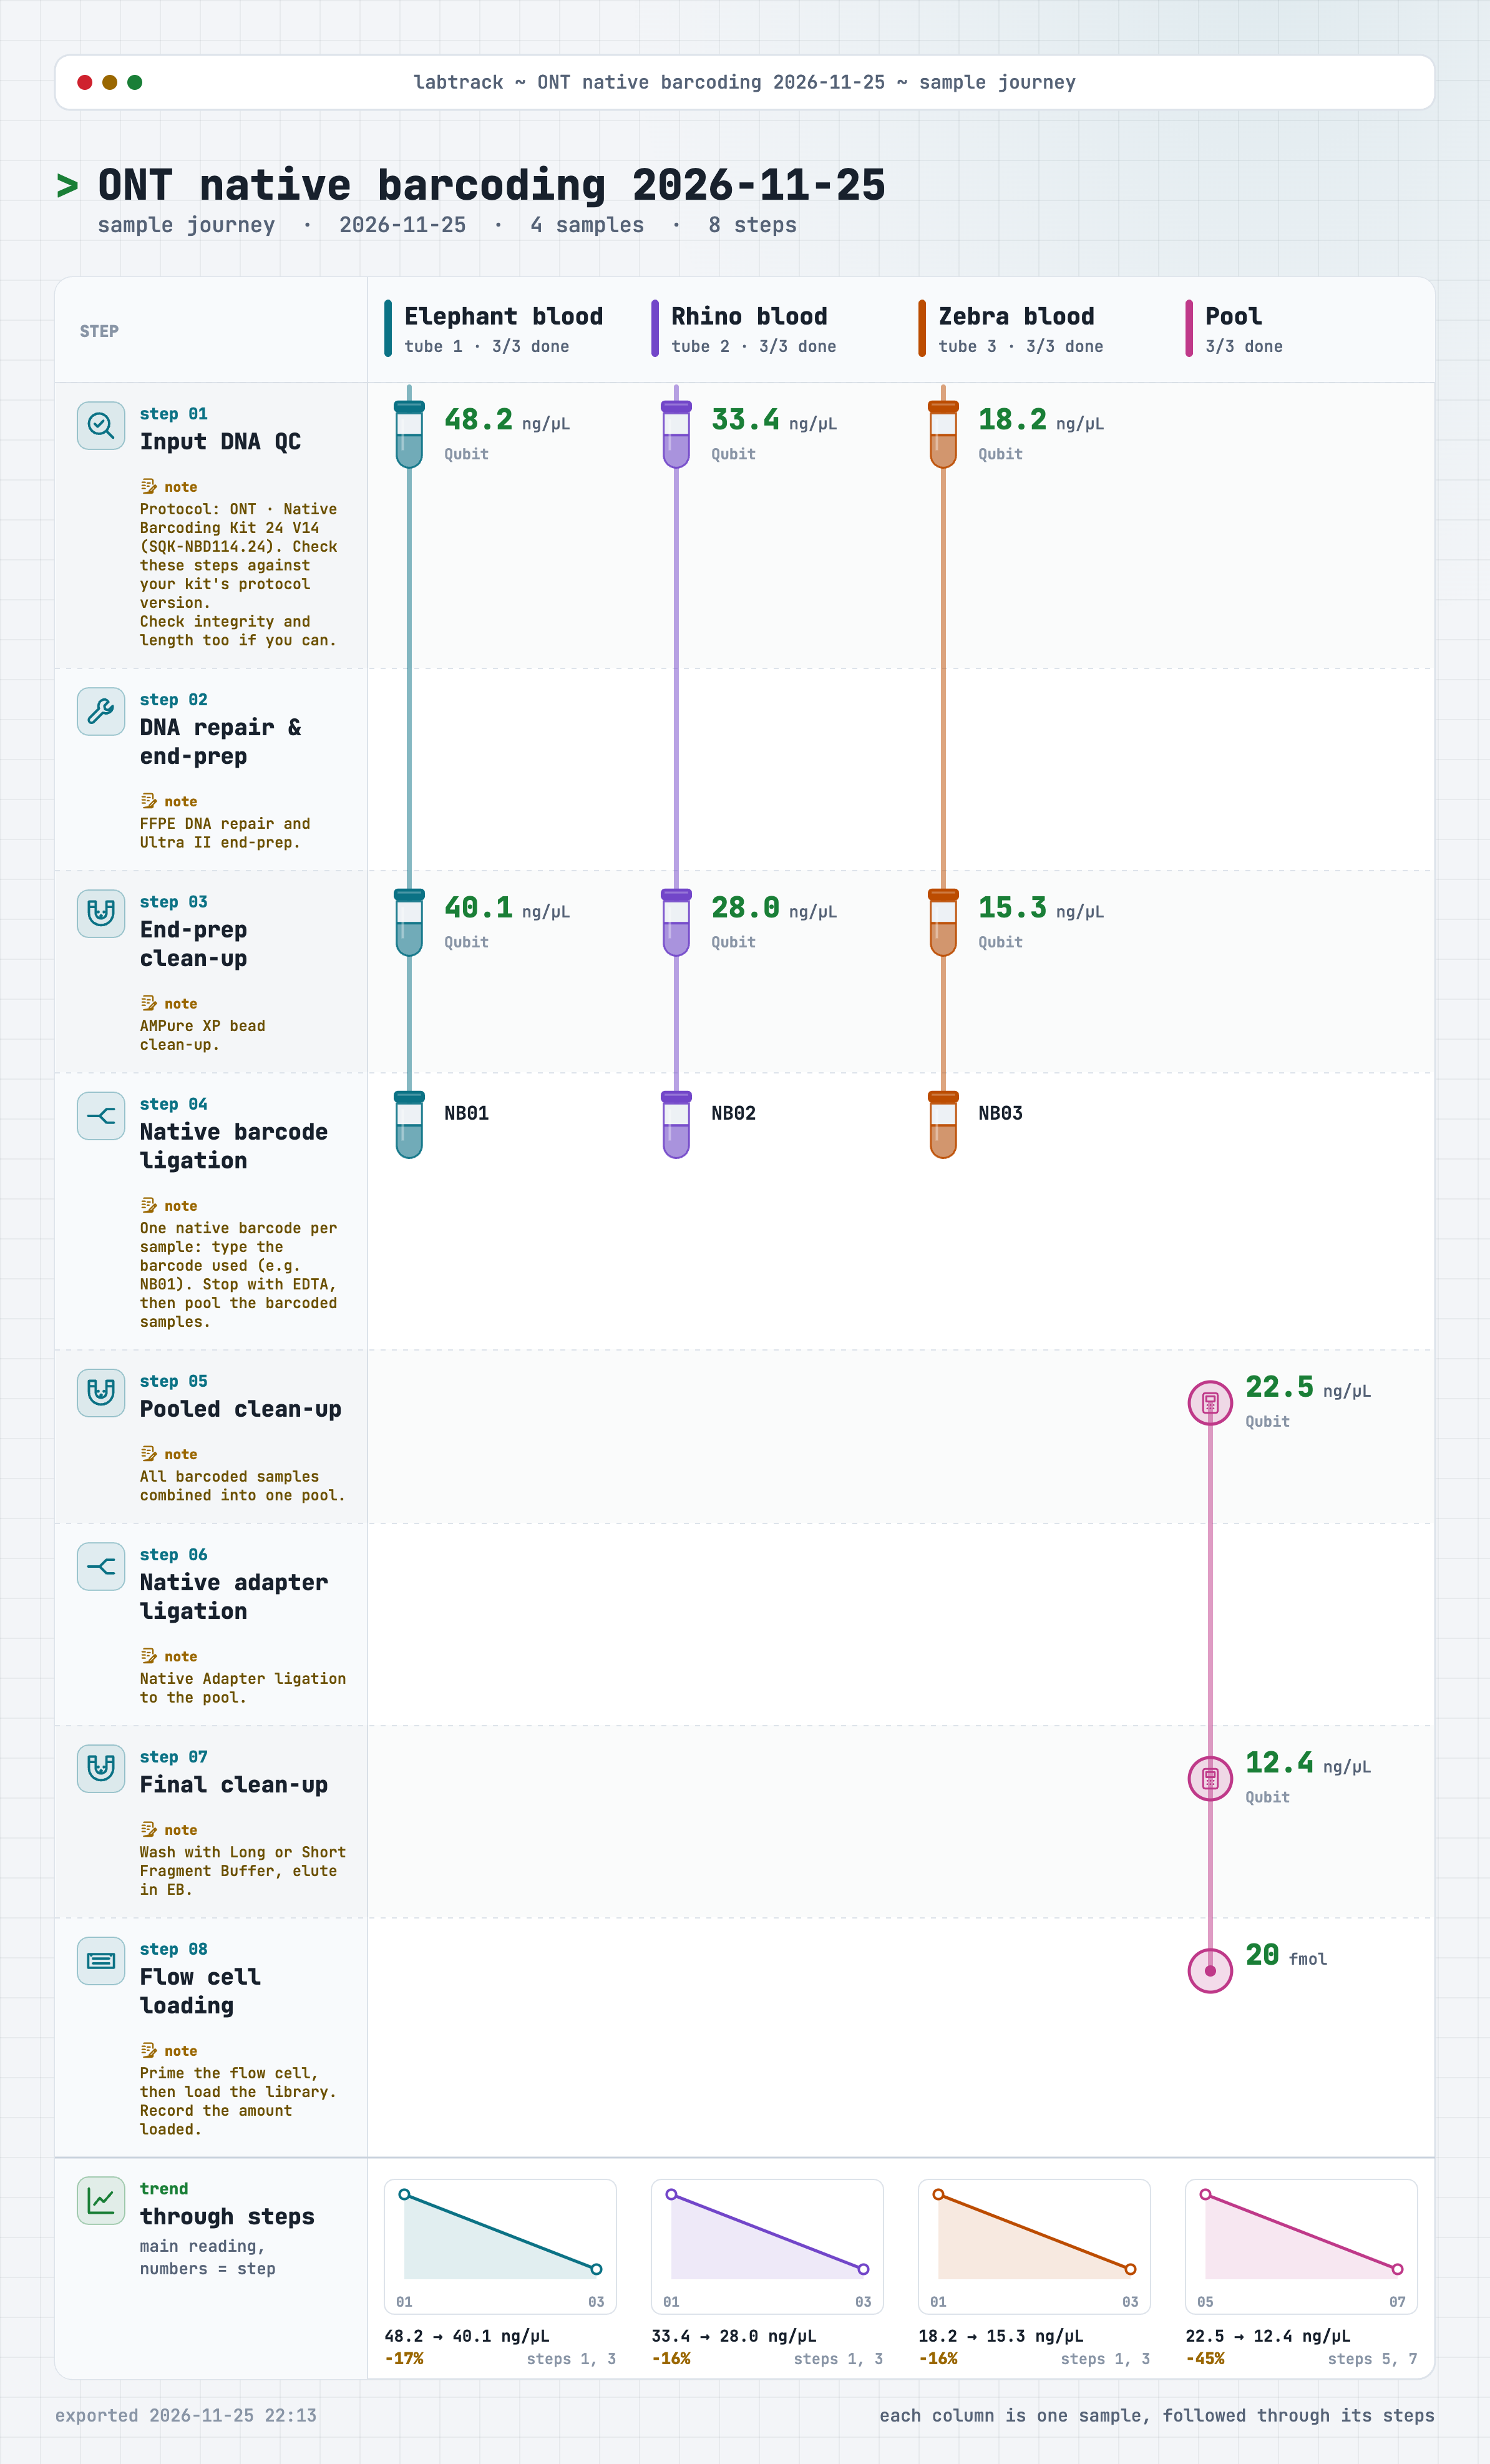 labtrack ~ ONT native barcoding 2026-11-25 ~ sample journey
> ONT native barcoding 2026-11-25
sample journey · 2026-11-25 · 4 samples · 8 steps
STEP
Elephant blood
tube 1 · 3/3 done
Rhino blood
tube 2 · 3/3 done
Zebra blood
tube 3 · 3/3 done
Pool
3/3 done
step 01
Input DNA QC
note
Protocol: ONT · Native
Barcoding Kit 24 V14
(SQK-NBD114.24). Check
these steps against
your kit's protocol
version.
Check integrity and
length too if you can.
48.2 ng/µL
Qubit
33.4 ng/µL
Qubit
18.2 ng/µL
Qubit
step 02
DNA repair &
end-prep
note
FFPE DNA repair and
Ultra II end-prep.
step 03
End-prep
clean-up
note
AMPure XP bead
clean-up.
40.1 ng/µL
Qubit
28.0 ng/µL
Qubit
15.3 ng/µL
Qubit
step 04
Native barcode
ligation
note
One native barcode per
sample: type the
barcode used (e.g.
NB01). Stop with EDTA,
then pool the barcoded
samples.
NB01
NB02
NB03
step 05
Pooled clean-up
note
All barcoded samples
combined into one pool.
22.5 ng/µL
Qubit
step 06
Native adapter
ligation
note
Native Adapter ligation
to the pool.
step 07
Final clean-up
note
Wash with Long or Short
Fragment Buffer, elute
in EB.
12.4 ng/µL
Qubit
step 08
Flow cell
loading
note
Prime the flow cell,
then load the library.
Record the amount
loaded.
20 fmol
trend
through steps
main reading,
numbers = step
01 03
48.2 → 40.1 ng/µL
-17% steps 1, 3
01 03
33.4 → 28.0 ng/µL
-16% steps 1, 3
01 03
18.2 → 15.3 ng/µL
-16% steps 1, 3
05 07
22.5 → 12.4 ng/µL
-45% steps 5, 7
exported 2026-11-25 22:13
each column is one sample, followed through its steps